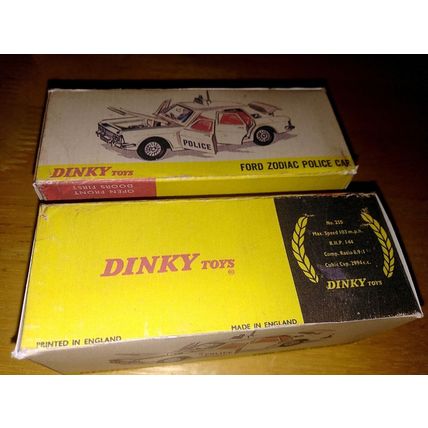 POLICE
DINKY TOYS
FORD ZODIAC POLICE CAR
OPEN FRONT
DOORS FIRST
DINKY TOYS ®
No. 255
Max. Speed 103 m.p.h.
B.H.P. 144
Comp. Ratio 8.9:1
Cubic Cap. 2994 c.c.
DINKY TOYS
PRINTED IN ENGLAND
MADE IN ENGLAND
POLICE